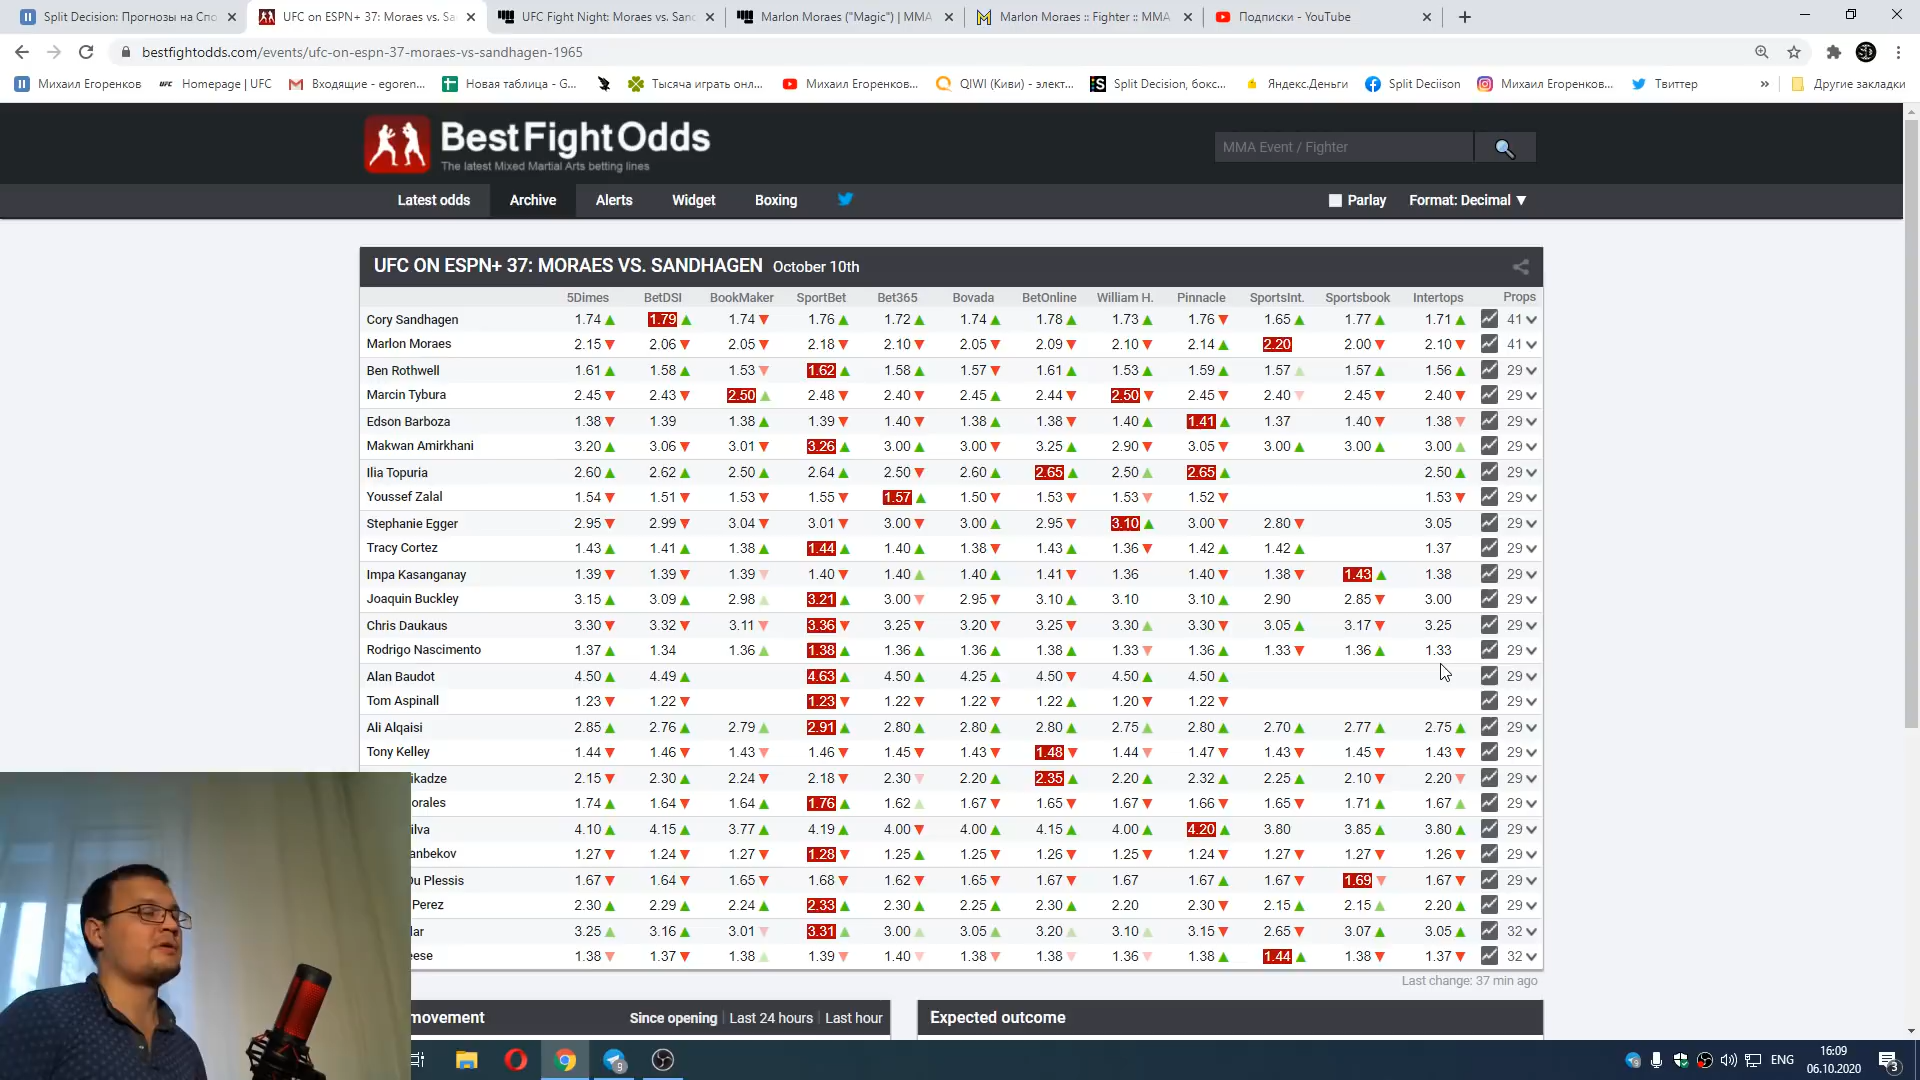 Split Decision: Прогнозы на Спо
UFC on ESPN+ 37: Moraes vs. Sa
UFC Fight Night: Moraes vs. Sand
Marlon Moraes ("Magic") | MMA
Marlon Moraes :: Fighter :: MMA
Подписки - YouTube
bestfightodds.com/events/ufc-on-espn-37-moraes-vs-sandhagen-1965
Михаил Егоренков
UFC Homepage | UFC
Входящие - egoren...
Новая таблица - G...
Тысяча играть онл...
Михаил Егоренков...
QIWI (Киви) - элект...
Split Decision, бокс...
Яндекс.Деньги
Split Deciison
Михаил Егоренков...
Твиттер
»
Другие закладки
BestFightOdds
The latest Mixed Martial Arts betting lines
MMA Event / Fighter
Latest odds Archive Alerts Widget Boxing Parlay Format: Decimal ▼
UFC ON ESPN+ 37: MORAES VS. SANDHAGEN October 10th
5Dimes BetDSI BookMaker SportBet Bet365 Bovada BetOnline William H. Pinnacle SportsInt. Sportsbook Intertops Props
Cory Sandhagen 1.74▲ 1.79▲ 1.74▼ 1.76▲ 1.72▲ 1.74▲ 1.78▲ 1.73▲ 1.76▼ 1.65▲ 1.77▲ 1.71▲ 41
Marlon Moraes 2.15▼ 2.06▼ 2.05▼ 2.18▼ 2.10▼ 2.05▼ 2.09▼ 2.10▼ 2.14▲ 2.20 2.00▼ 2.10▼ 41
Ben Rothwell 1.61▲ 1.58▲ 1.53▼ 1.62▲ 1.58▲ 1.57▼ 1.61▲ 1.53▲ 1.59▲ 1.57▲ 1.57▲ 1.56▲ 29
Marcin Tybura 2.45▼ 2.43▼ 2.50▲ 2.48▼ 2.40▼ 2.45▲ 2.44▼ 2.50▼ 2.45▼ 2.40▼ 2.45▼ 2.40▼ 29
Edson Barboza 1.38▼ 1.39 1.38▲ 1.39▼ 1.40▼ 1.38▲ 1.38▼ 1.40▲ 1.41▲ 1.37 1.40▼ 1.38▼ 29
Makwan Amirkhani 3.20▲ 3.06▼ 3.01▼ 3.26▲ 3.00▲ 3.00▼ 3.25▲ 2.90▼ 3.05▼ 3.00▲ 3.00▲ 3.00▲ 29
Ilia Topuria 2.60▲ 2.62▲ 2.50▲ 2.64▲ 2.50▼ 2.60▲ 2.65▲ 2.50▲ 2.65▲ 2.50▲ 29
Youssef Zalal 1.54▼ 1.51▼ 1.53▼ 1.55▼ 1.57▲ 1.50▼ 1.53▼ 1.53▼ 1.52▼ 1.53▼ 29
Stephanie Egger 2.95▼ 2.99▼ 3.04▼ 3.01▼ 3.00▼ 3.00▲ 2.95▼ 3.10▲ 3.00▼ 2.80▼ 3.05 29
Tracy Cortez 1.43▲ 1.41▲ 1.38▲ 1.44▲ 1.40▲ 1.38▼ 1.43▲ 1.36▼ 1.42▲ 1.42▲ 1.37 29
Impa Kasanganay 1.39▼ 1.39▼ 1.39▼ 1.40▼ 1.40▲ 1.40▲ 1.41▼ 1.36 1.40▼ 1.38▼ 1.43▲ 1.38 29
Joaquin Buckley 3.15▲ 3.09▲ 2.98▲ 3.21▲ 3.00▼ 2.95▼ 3.10▲ 3.10 3.10▲ 2.90 2.85▼ 3.00 29
Chris Daukaus 3.30▼ 3.32▼ 3.11▼ 3.36▼ 3.25▼ 3.20▼ 3.25▼ 3.30▲ 3.30▼ 3.05▲ 3.17▼ 3.25 29
Rodrigo Nascimento 1.37▲ 1.34 1.36▲ 1.38▲ 1.36▲ 1.36▲ 1.38▲ 1.33▼ 1.36▲ 1.33▼ 1.36▲ 1.33 29
Alan Baudot 4.50▲ 4.49▲ 4.63▲ 4.50▲ 4.25▲ 4.50▼ 4.50▲ 4.50▲ 29
Tom Aspinall 1.23▼ 1.22▼ 1.23▼ 1.22▼ 1.22▼ 1.22▲ 1.20▼ 1.22▼ 29
Ali Alqaisi 2.85▲ 2.76▲ 2.79▲ 2.91▲ 2.80▲ 2.80▲ 2.80▲ 2.75▲ 2.80▲ 2.70▲ 2.77▲ 2.75▲ 29
Tony Kelley 1.44▼ 1.46▼ 1.43▼ 1.46▼ 1.45▼ 1.43▼ 1.48▼ 1.44▼ 1.47▼ 1.43▼ 1.45▼ 1.43▼ 29
ikadze 2.15▼ 2.30▲ 2.24▼ 2.18▼ 2.30▼ 2.20▲ 2.35▲ 2.20▲ 2.32▲ 2.25▲ 2.10▼ 2.20▼ 29
orales 1.74▲ 1.64▼ 1.64▲ 1.76▲ 1.62▲ 1.67▼ 1.65▼ 1.67▼ 1.66▼ 1.65▼ 1.71▲ 1.67▲ 29
ilva 4.10▲ 4.15▲ 3.77▲ 4.19▲ 4.00▼ 4.00▲ 4.15▲ 4.00▲ 4.20▲ 3.80 3.85▲ 3.80▲ 29
anbekov 1.27▼ 1.24▼ 1.27▼ 1.28▼ 1.25▲ 1.25▼ 1.26▼ 1.25▼ 1.24▼ 1.27▼ 1.27▼ 1.26▼ 29
Du Plessis 1.67▼ 1.64▼ 1.65▼ 1.68▼ 1.62▼ 1.65▼ 1.67▼ 1.67 1.67▲ 1.67▼ 1.69▼ 1.67▼ 29
Perez 2.30▲ 2.29▲ 2.24▲ 2.33▲ 2.30▲ 2.25▲ 2.30▲ 2.20 2.30▼ 2.15▲ 2.15▲ 2.20▲ 29
lar 3.25▲ 3.16▲ 3.01▼ 3.31▲ 3.00▲ 3.05▲ 3.20▲ 3.10▲ 3.15▼ 2.65▼ 3.07▲ 3.05▲ 32
eese 1.38▼ 1.37▼ 1.38▲ 1.39▼ 1.40▼ 1.38▼ 1.38▼ 1.36▼ 1.38▲ 1.44▲ 1.38▼ 1.37▼ 32
Last change: 37 min ago
movement Since opening | Last 24 hours | Last hour
Expected outcome
ENG
16:09
06.10.2020
3
9